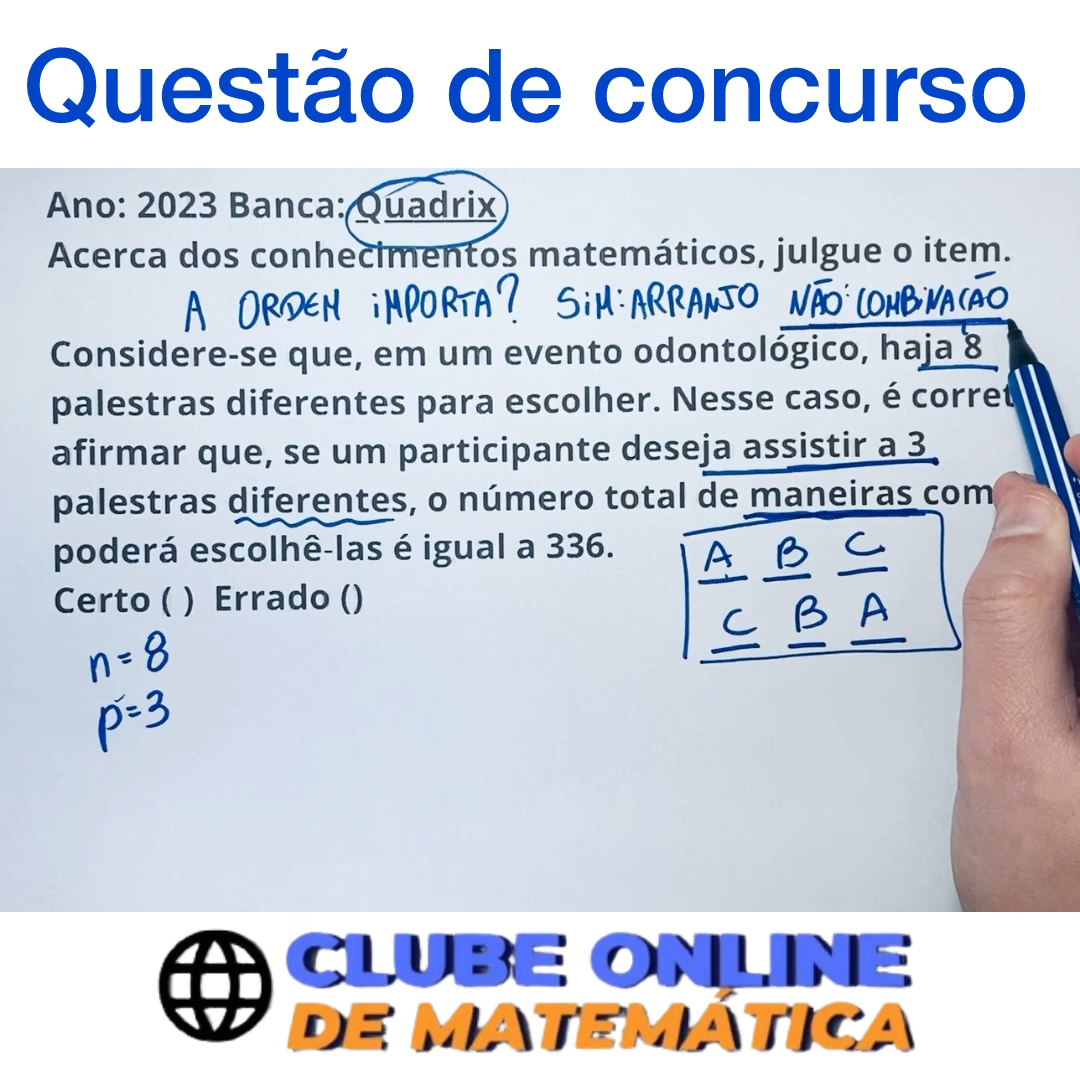 Questão de concurso
Ano: 2023 Banca: Quadrix
Acerca dos conhecimentos matemáticos, julgue o item.
A ORDEM IMPORTA? SIM: ARRANJO NÃO: COMBINAÇÃO
Considere-se que, em um evento odontológico, haja 8
palestras diferentes para escolher. Nesse caso, é corret
afirmar que, se um participante deseja assistir a 3
palestras diferentes, o número total de maneiras com
poderá escolhê-las é igual a 336.
Certo ( ) Errado ()
A B C
C B A
n=8
p=3
CLUBE ONLINE
DE MATEMÁTICA